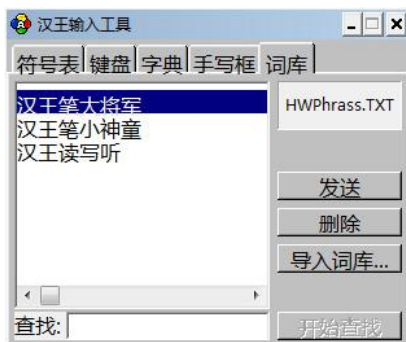 汉王输入工具
符号表 键盘 字典 手写框 词库
汉王笔大将军
汉王笔小神童
汉王读写听
HWPhrass.TXT
发送
删除
导入词库...
查找:
开始查找